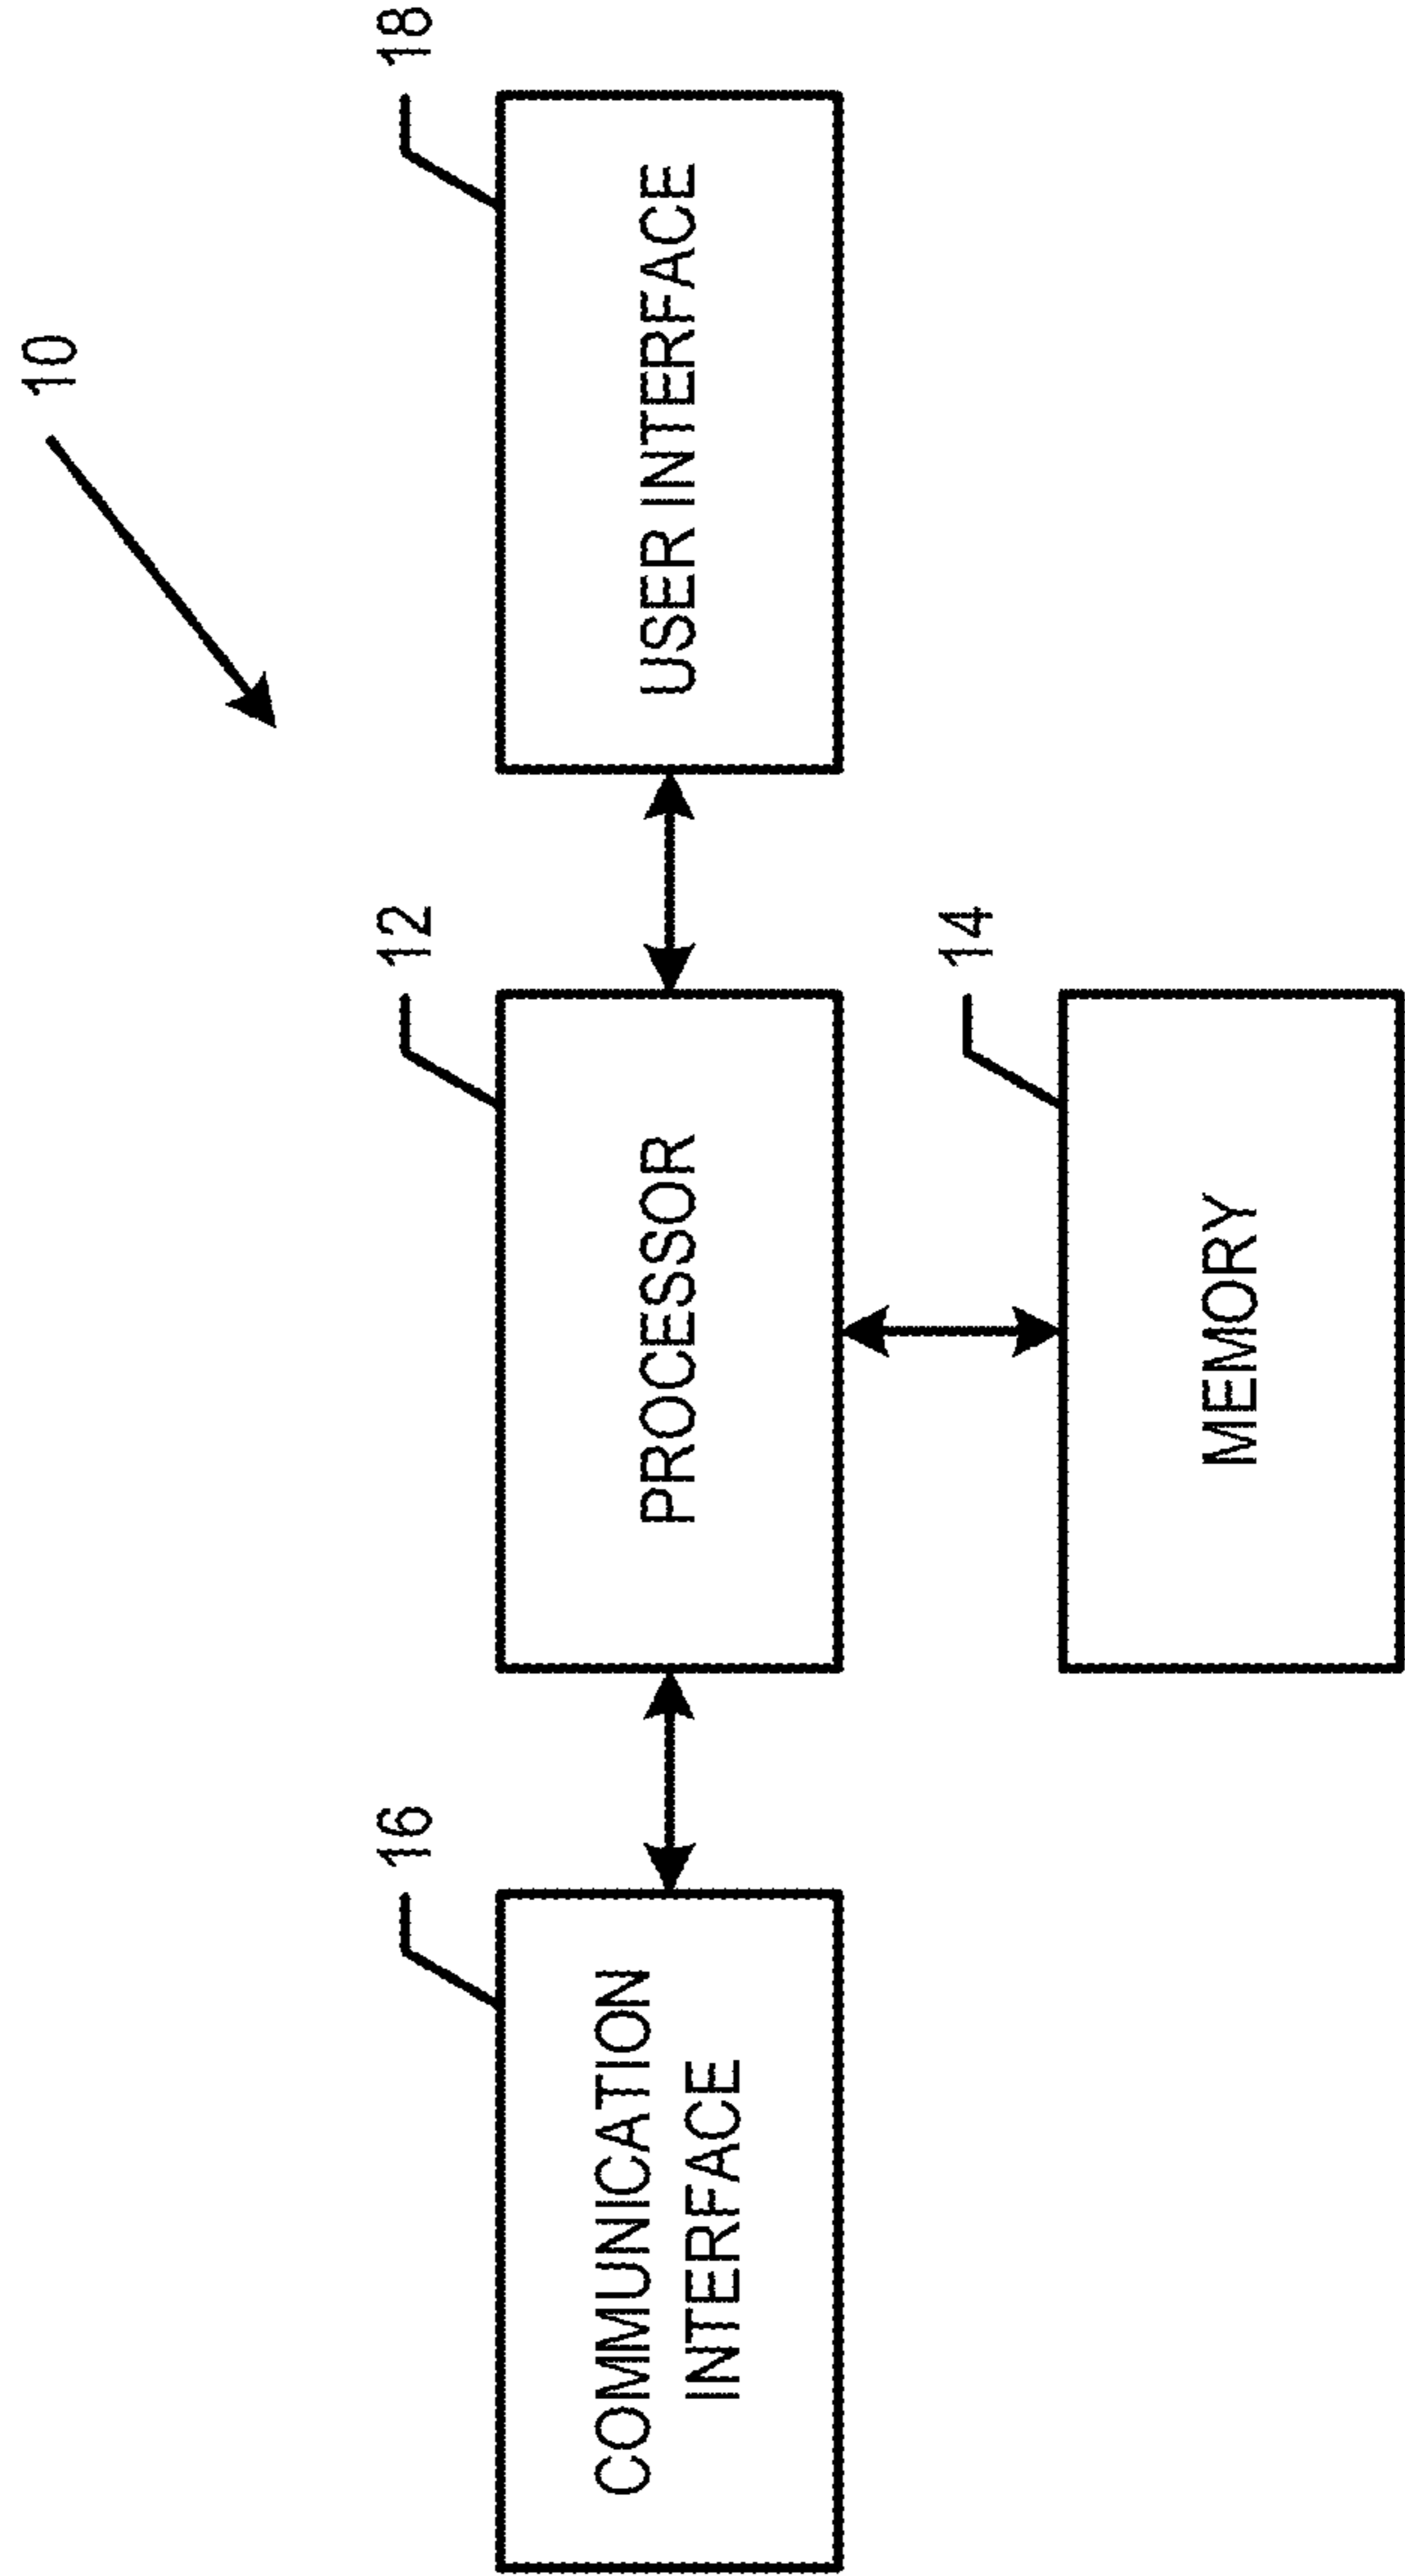 10
16
12
18
COMMUNICATION
INTERFACE
PROCESSOR
USER INTERFACE
14
MEMORY